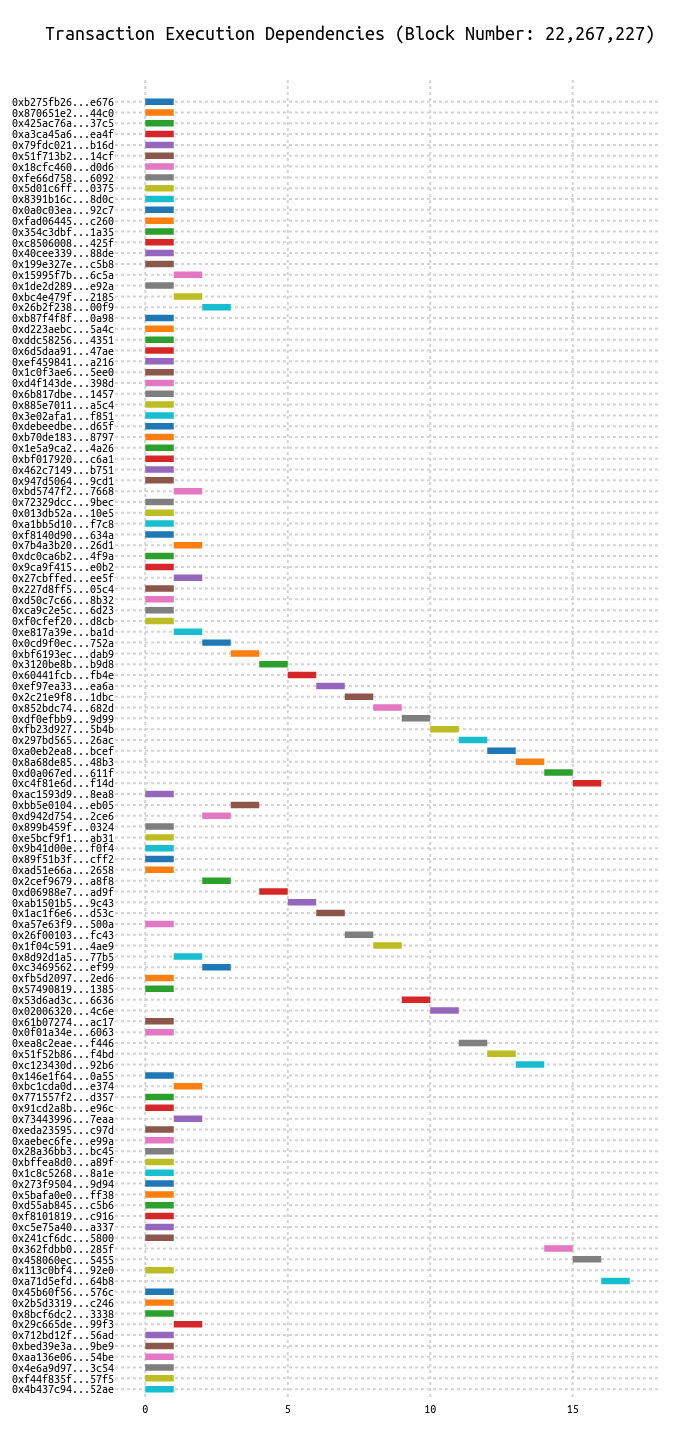 Transaction Execution Dependencies (Block Number: 22,267,227)
0xb275fb26...e676
0x870651e2...44c0
0x425ac76a...37c5
0xa3ca45a6...ea4f
0x79fdc021...b16d
0x51f713b2...14cf
0x18cfc460...d0d6
0xfe66d758...6092
0x5d01c6ff...0375
0x8391b16c...8d0c
0x0a0c03ea...92c7
0xfad06445...c260
0x354c3dbf...1a35
0xc8506008...425f
0x40cee339...88de
0x199e327e...c5b8
0x15995f7b...6c5a
0x1de2d289...e92a
0xbc4e479f...2185
0x26b2f238...00f9
0xb87f4f8f...0a98
0xd223aebc...5a4c
0xddc58256...4351
0x6d5daa91...47ae
0xef459841...a216
0x1c0f3ae6...5ee0
0xd4f143de...398d
0x6b817dbe...1457
0x885e7011...a5c4
0x3e02afa1...f851
0xdebeedbe...d65f
0xb70de183...8797
0x1e5a9ca2...4a26
0xbf017920...c6a1
0x462c7149...b751
0x947d5064...9cd1
0xbd5747f2...7668
0x72329dcc...9bec
0x013db52a...10e5
0xa1bb5d10...f7c8
0xf8140d90...634a
0x7b4a3b20...26d1
0xdc0ca6b2...4f9a
0x9ca9f415...e0b2
0x27cbffed...ee5f
0x227d8ff5...05c4
0xd50c7c66...8b32
0xca9c2e5c...6d23
0xf0cfef20...d8cb
0xe817a39e...ba1d
0x0cd9f0ec...752a
0xbf6193ec...dab9
0x3120be8b...b9d8
0x60441fcb...fb4e
0xef97ea33...ea6a
0x2c21e9f8...1dbc
0x852bdc74...682d
0xdf0efbb9...9d99
0xfb23d927...5b4b
0x297bd565...26ac
0xa0eb2ea8...bcef
0x8a68de85...48b3
0xd0a067ed...611f
0xc4f81e6d...f14d
0xac1593d9...8ea8
0xbb5e0104...eb05
0xd942d754...2ce6
0x899b459f...0324
0xe5bcf9f1...ab31
0x9b41d00e...f0f4
0x89f51b3f...cff2
0xad51e66a...2658
0x2cef9679...a8f8
0xd06988e7...ad9f
0xab1501b5...9c43
0x1ac1f6e6...d53c
0xa57e63f9...500a
0x26f00103...fc43
0x1f04c591...4ae9
0x8d92d1a5...77b5
0xc3469562...ef99
0xfb5d2097...2ed6
0x57490819...1385
0x53d6ad3c...6636
0x02006320...4c6e
0x61b07274...ac17
0x0f01a34e...6063
0xea8c2eae...f446
0x51f52b86...f4bd
0xc123430d...92b6
0x146e1f64...0a55
0xbc1cda0d...e374
0x771557f2...d357
0x91cd2a8b...e96c
0x73443996...7eaa
0xeda23595...c97d
0xaebec6fe...e99a
0x28a36bb3...bc45
0xbffea8d0...a89f
0x1c8c5268...8a1e
0x273f9504...9d94
0x5bafa0e0...ff38
0xd55ab845...c5b6
0xf8101819...c916
0xc5e75a40...a337
0x241cf6dc...5800
0x362fdbb0...285f
0x458060ec...5455
0x113c0bf4...92e0
0xa71d5efd...64b8
0x45b60f56...576c
0x2b5d3319...c246
0x8bcf6dc2...3338
0x29c665de...99f3
0x712bd12f...56ad
0xbed39e3a...9be9
0xaa136e06...54be
0x4e6a9d97...3c54
0xf44f835f...57f5
0x4b437c94...52ae
0 5 10 15